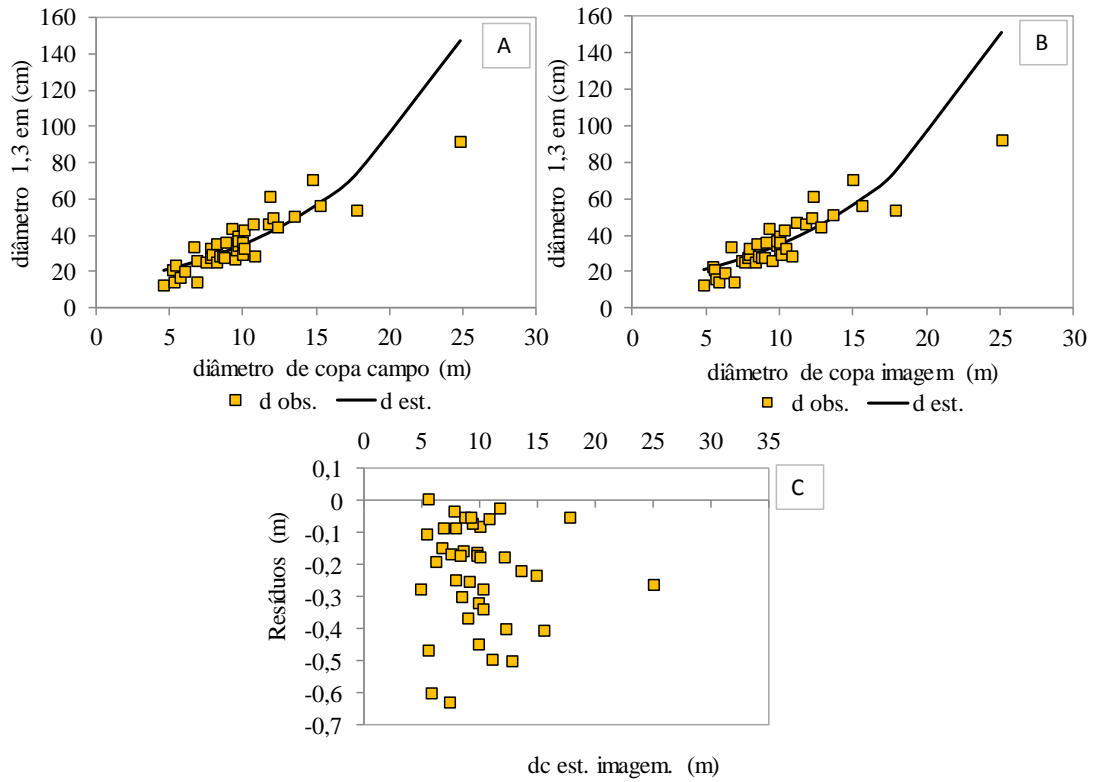 160
140
120
100
80
60
40
20
0
diâmetro 1,3 em (cm)
A
0 5 10 15 20 25 30
diâmetro de copa campo (m)
d obs. d est.
160
140
120
100
80
60
40
20
0
diâmetro 1,3 em (cm)
B
0 5 10 15 20 25 30
diâmetro de copa imagem (m)
d obs. d est.
0 5 10 15 20 25 30 35
0,1
0
-0,1
-0,2
-0,3
-0,4
-0,5
-0,6
-0,7
Resíduos (m)
C
dc est. imagem. (m)